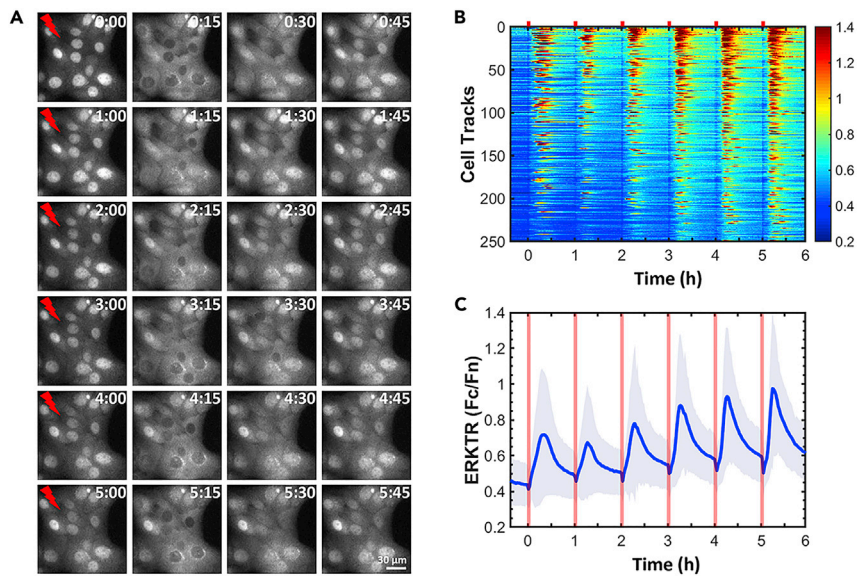 A
0:00 0:15 0:30 0:45
1:00 1:15 1:30 1:45
2:00 2:15 2:30 2:45
3:00 3:15 3:30 3:45
4:00 4:15 4:30 4:45
5:00 5:15 5:30 5:45
30 µm
B
0
50
100
150
200
250
Cell Tracks
0 1 2 3 4 5 6
Time (h)
1.4
1.2
1.0
0.8
0.6
0.4
0.2
C
1.4
1.2
1
0.8
0.6
0.4
0.2
ERKTR (Fc/Fn)
0 1 2 3 4 5 6
Time (h)